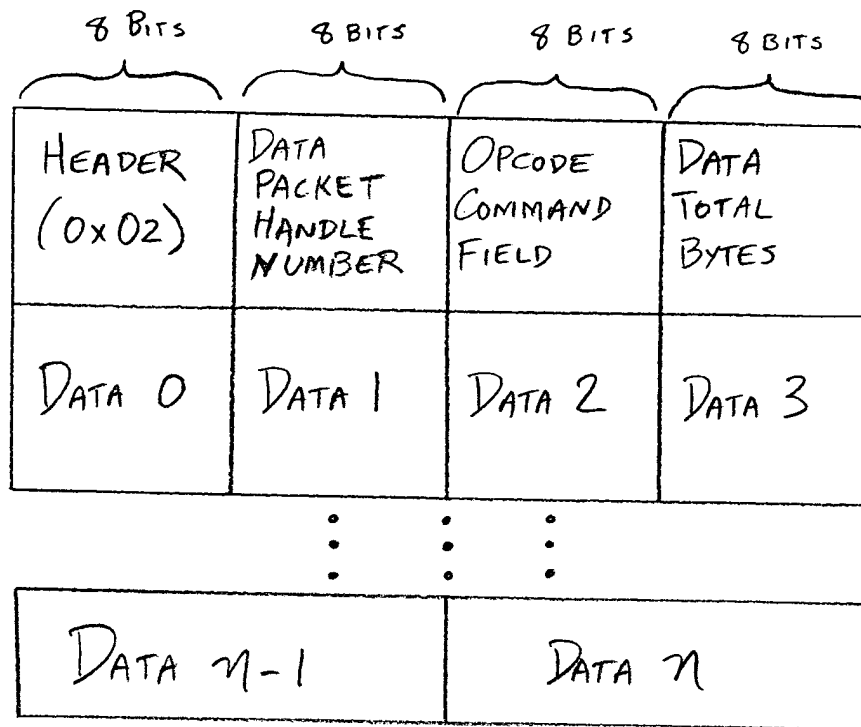 8 BITS 8 BITS 8 BITS 8 BITS
HEADER
(0x02)
DATA
PACKET
HANDLE
NUMBER
OPCODE
COMMAND
FIELD
DATA
TOTAL
BYTES
DATA 0 DATA 1 DATA 2 DATA 3
DATA n-1 DATA n